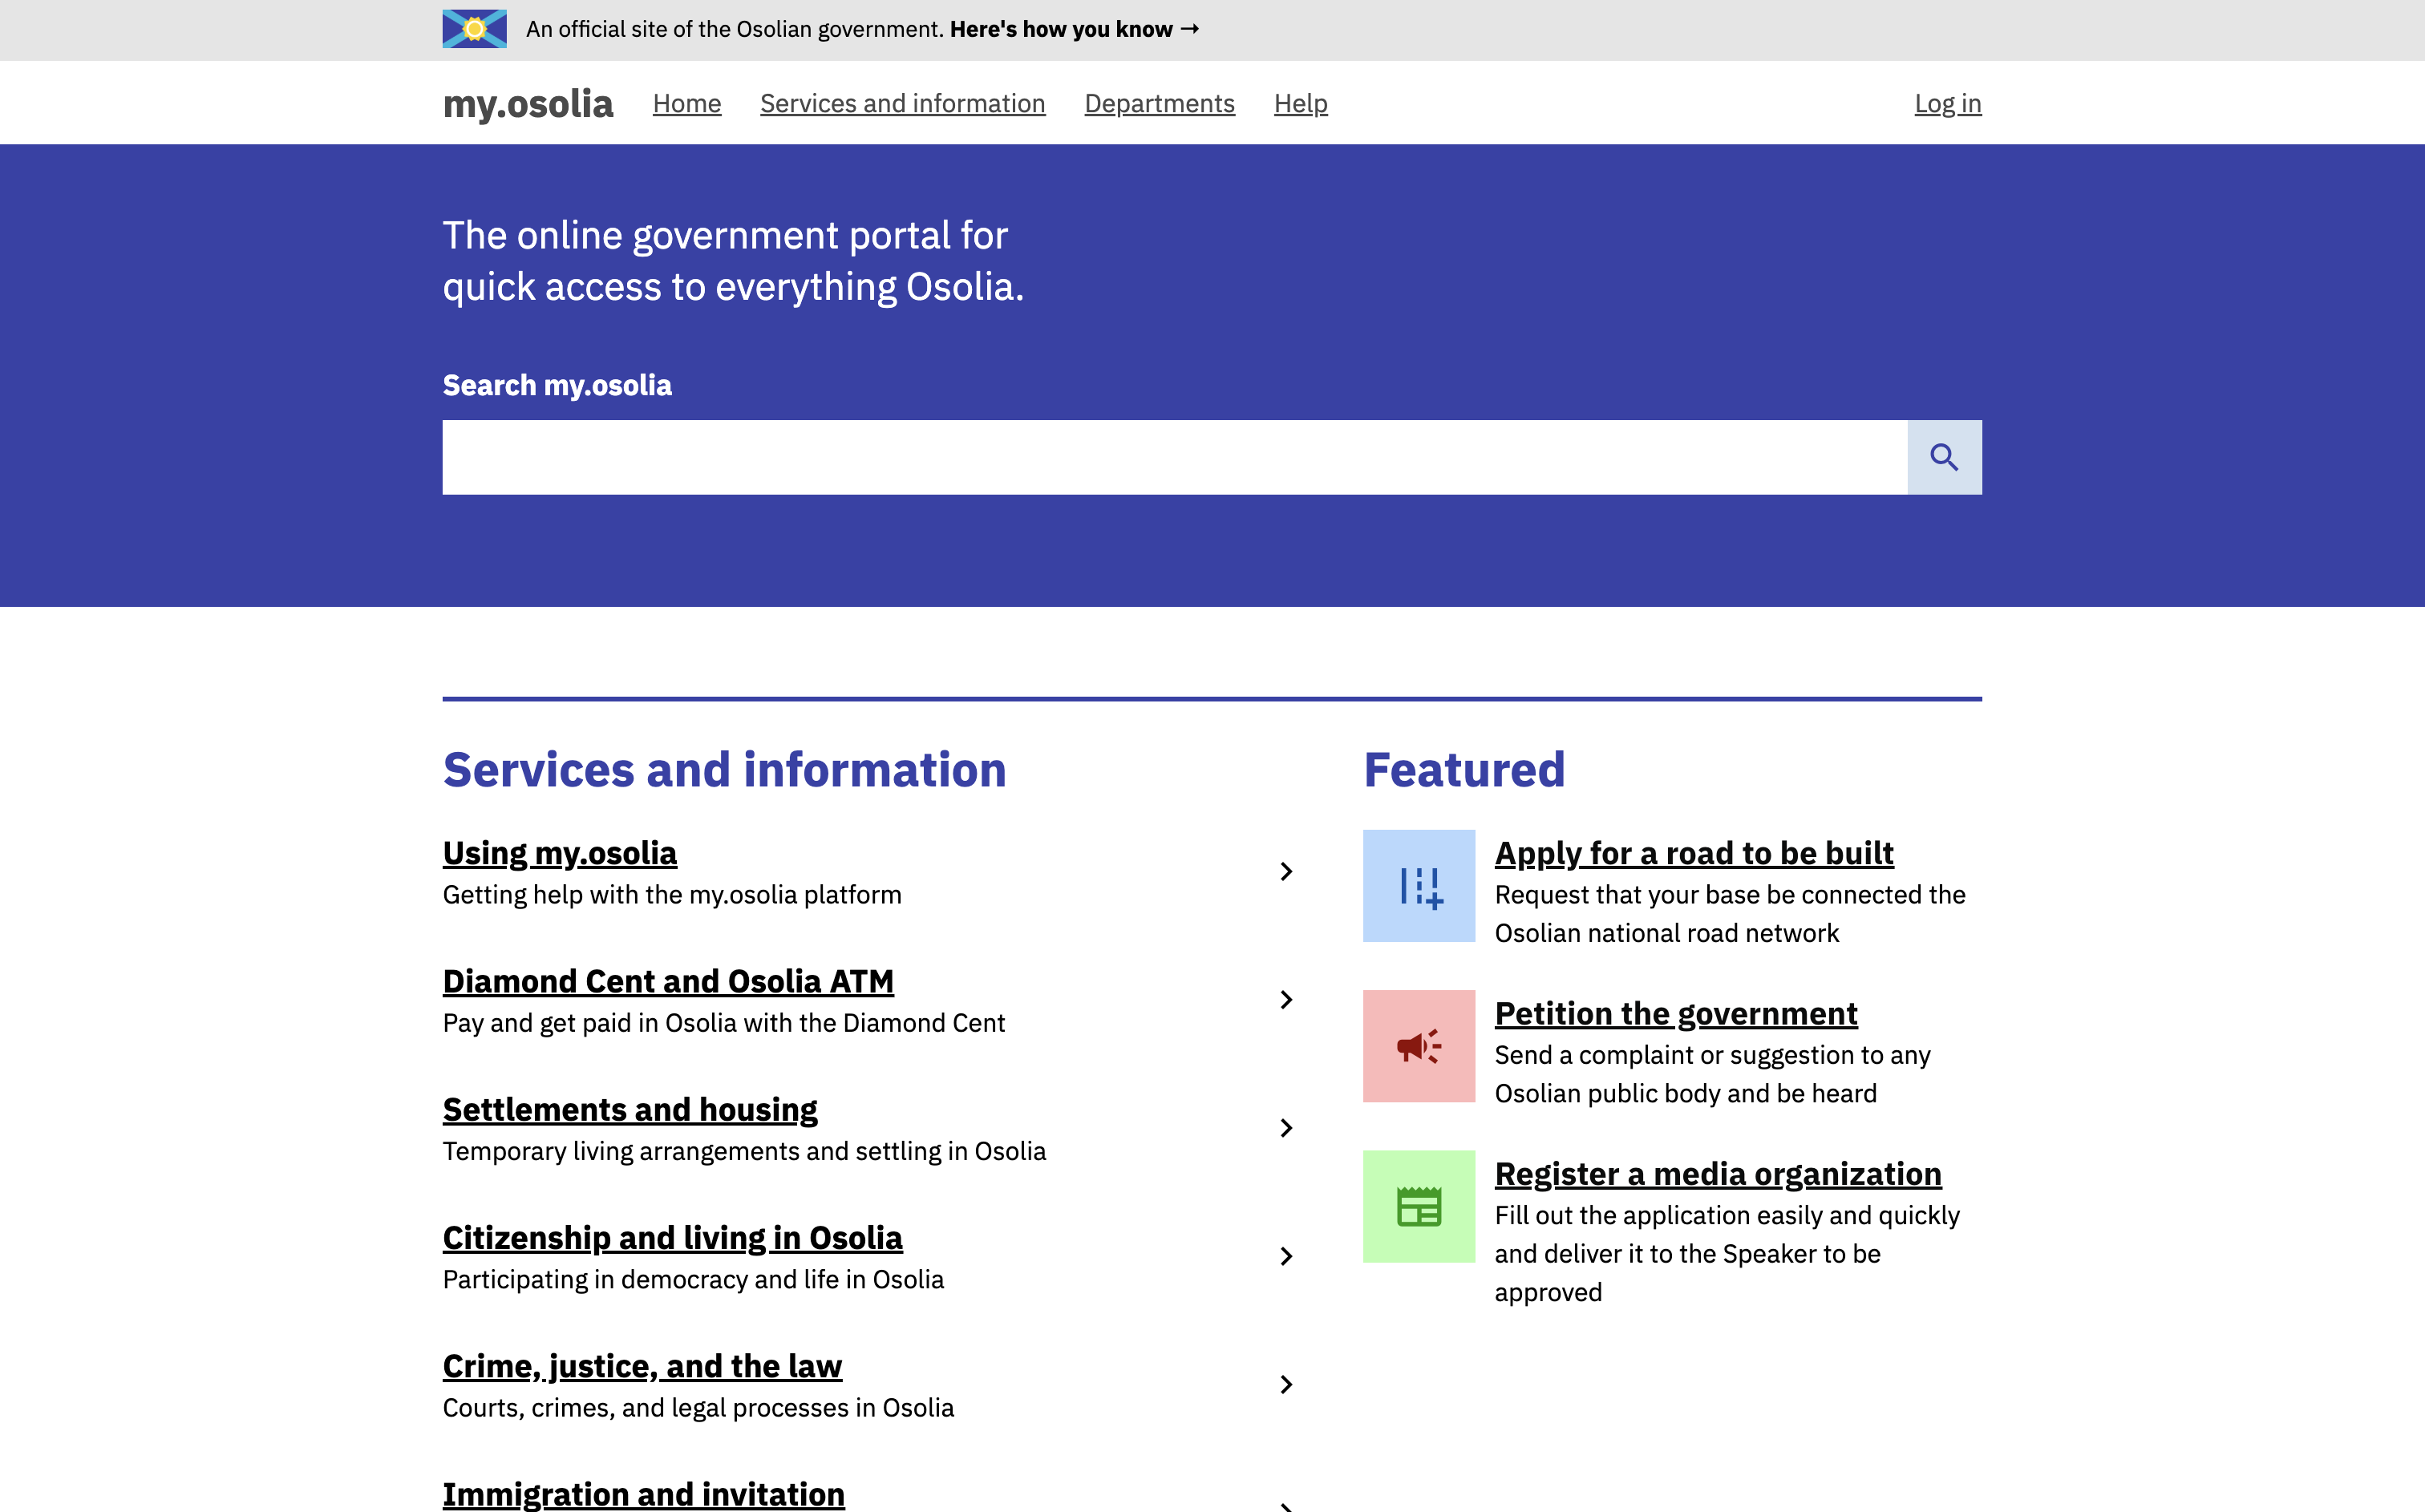 An official site of the Osolian government. Here's how you know →
my.osolia Home Services and information Departments Help Log in
The online government portal for
quick access to everything Osolia.
Search my.osolia
Services and information
Using my.osolia
Getting help with the my.osolia platform
Diamond Cent and Osolia ATM
Pay and get paid in Osolia with the Diamond Cent
Settlements and housing
Temporary living arrangements and settling in Osolia
Citizenship and living in Osolia
Participating in democracy and life in Osolia
Crime, justice, and the law
Courts, crimes, and legal processes in Osolia
Immigration and invitation
Featured
Apply for a road to be built
Request that your base be connected the
Osolian national road network
Petition the government
Send a complaint or suggestion to any
Osolian public body and be heard
Register a media organization
Fill out the application easily and quickly
and deliver it to the Speaker to be
approved